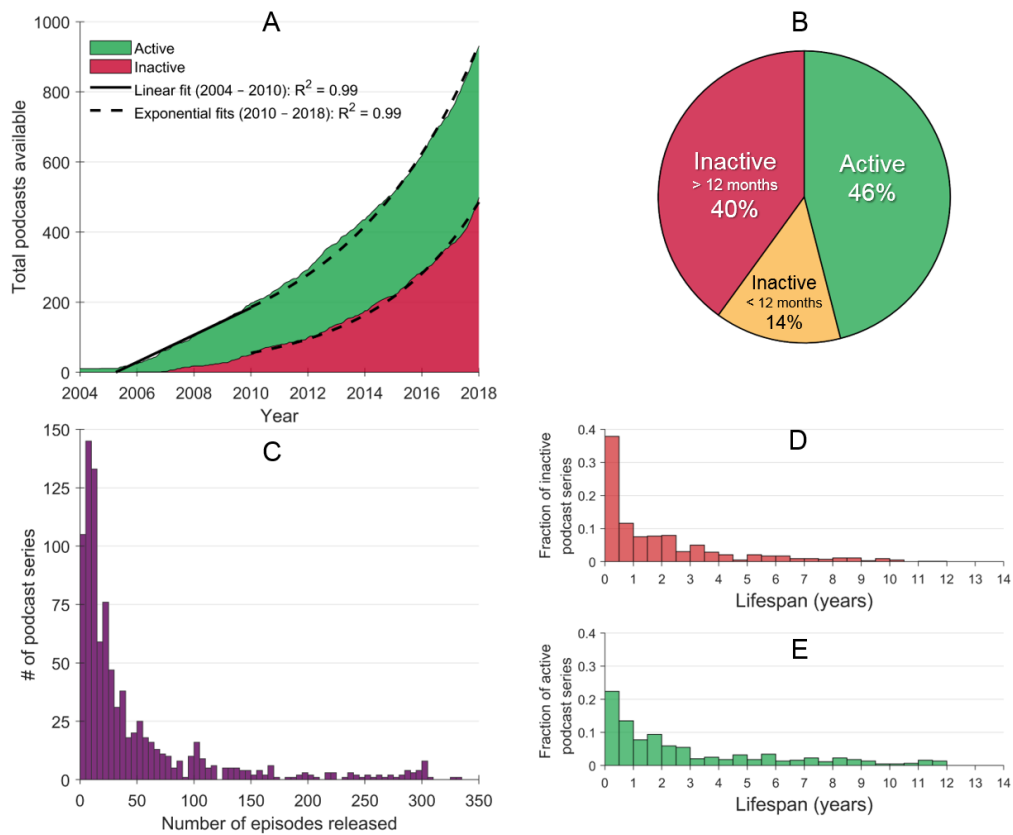 A
1000
800
600
400
200
0
Total podcasts available
Active
Inactive
Linear fit (2004 – 2010): R² = 0.99
Exponential fits (2010 – 2018): R² = 0.99
2004 2006 2008 2010 2012 2014 2016 2018
Year
B
Inactive
> 12 months
40%
Active
46%
Inactive
< 12 months
14%
C
150
125
100
75
50
25
0
# of podcast series
0 50 100 150 200 250 300 350
Number of episodes released
D
0.4
0.3
0.2
0.1
0
Fraction of inactive
podcast series
0 1 2 3 4 5 6 7 8 9 10 11 12 13 14
Lifespan (years)
E
0.4
0.3
0.2
0.1
0
Fraction of active
podcast series
0 1 2 3 4 5 6 7 8 9 10 11 12 13 14
Lifespan (years)